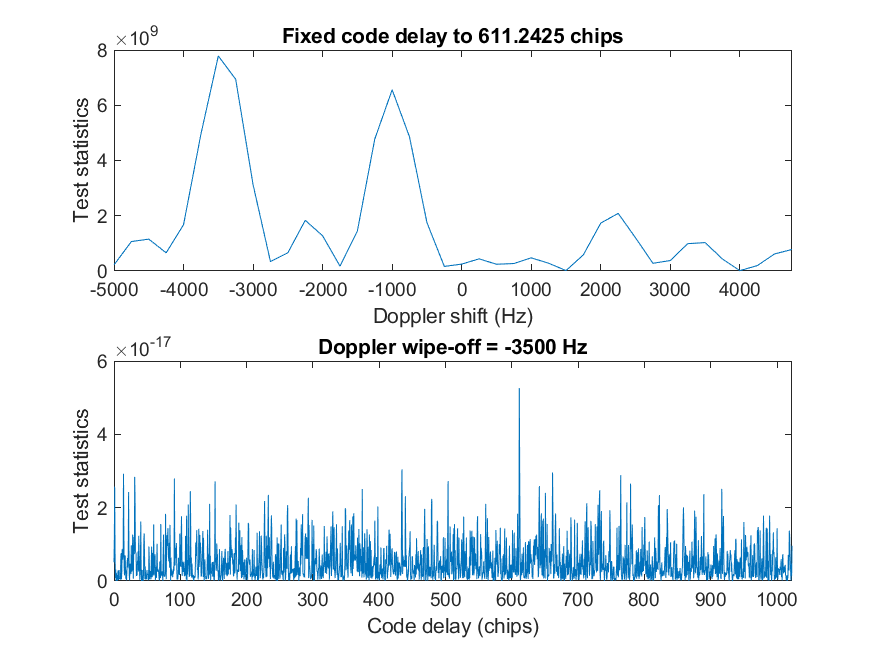 Fixed code delay to 611.2425 chips
×10^9
8
6
4
2
0
Test statistics
-5000 -4000 -3000 -2000 -1000 0 1000 2000 3000 4000
Doppler shift (Hz)
Doppler wipe-off = -3500 Hz
×10^-17
6
4
2
0
Test statistics
0 100 200 300 400 500 600 700 800 900 1000
Code delay (chips)